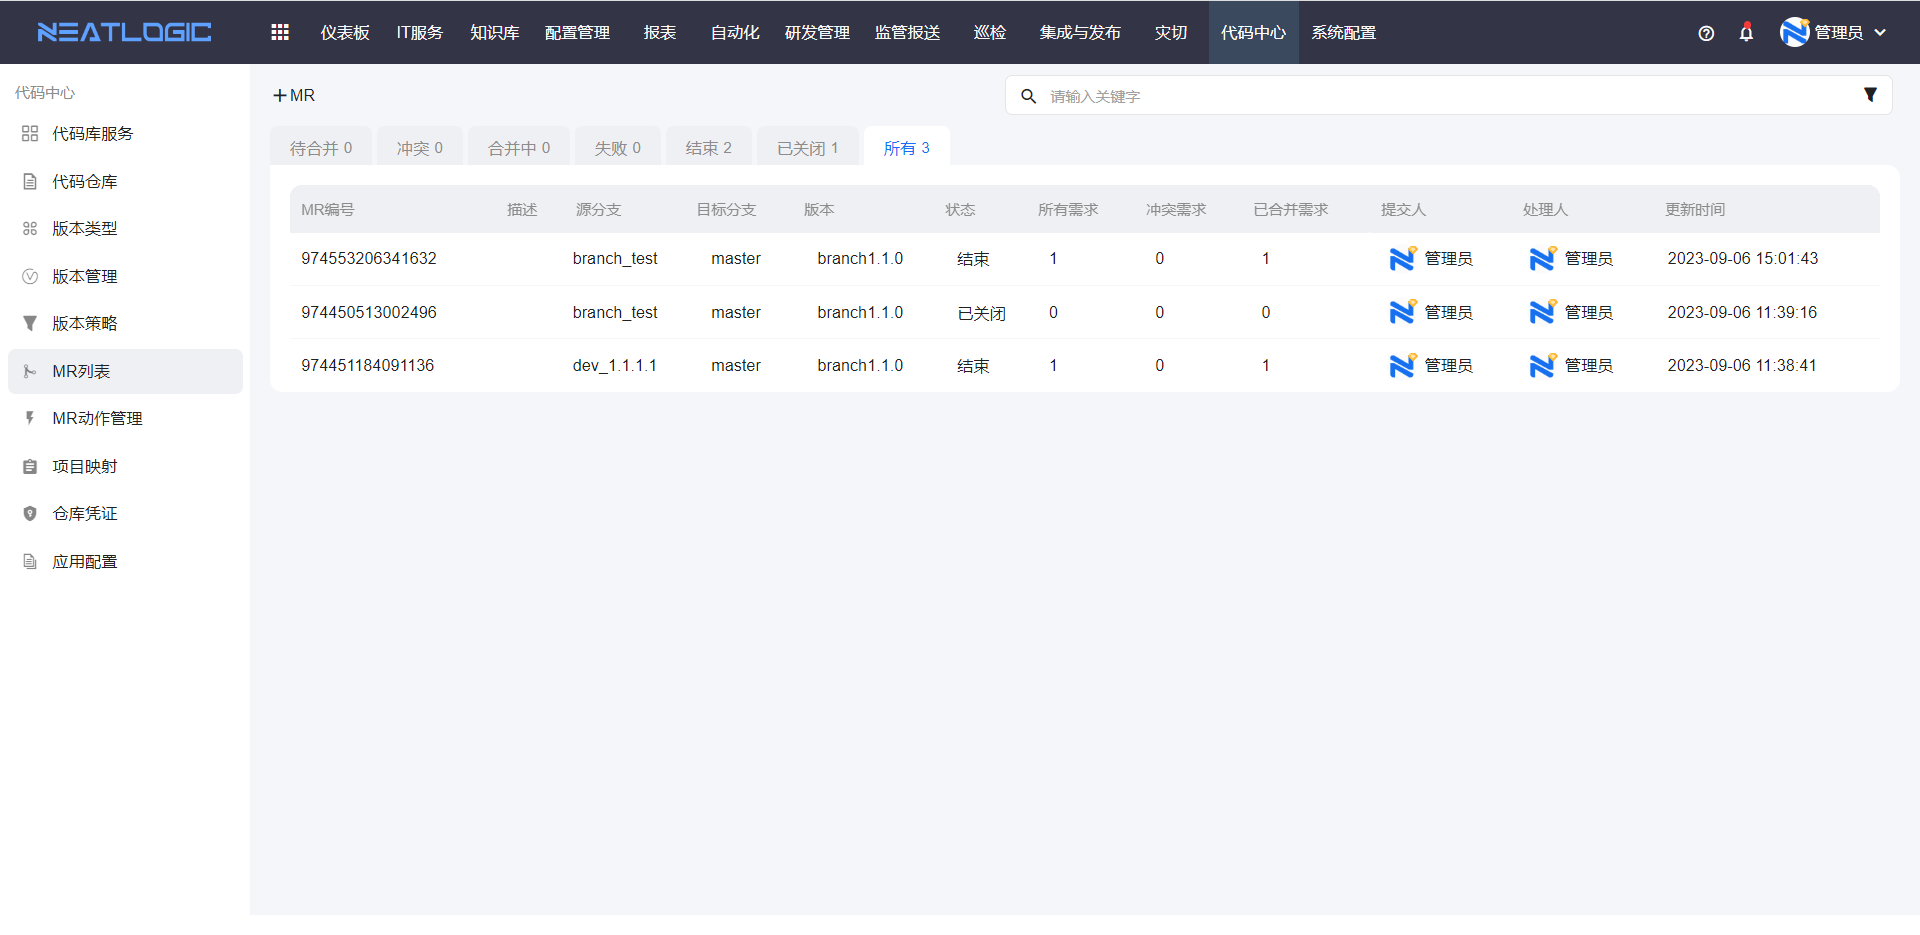 NEATLOGIC 仪表板 IT服务 知识库 配置管理 报表 自动化 研发管理 监管报送 巡检 集成与发布 灾切 代码中心 系统配置 管理员
代码中心
代码库服务
代码仓库
版本类型
版本管理
版本策略
MR列表
MR动作管理
项目映射
仓库凭证
应用配置
+MR 请输入关键字
待合并 0 冲突 0 合并中 0 失败 0 结束 2 已关闭 1 所有 3
MR编号 描述 源分支 目标分支 版本 状态 所有需求 冲突需求 已合并需求 提交人 处理人 更新时间
974553206341632 branch_test master branch1.1.0 结束 1 0 1 管理员 管理员 2023-09-06 15:01:43
974450513002496 branch_test master branch1.1.0 已关闭 0 0 0 管理员 管理员 2023-09-06 11:39:16
974451184091136 dev_1.1.1.1 master branch1.1.0 结束 1 0 1 管理员 管理员 2023-09-06 11:38:41